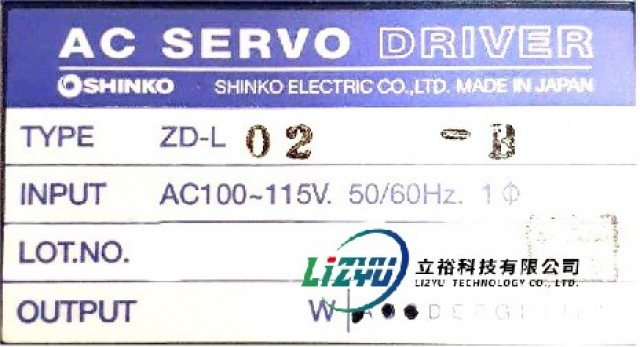 AC SERVO DRIVER
SHINKO SHINKO ELECTRIC CO.,LTD. MADE IN JAPAN
TYPE ZD-L 02 -B
INPUT AC100~115V. 50/60Hz. 1Φ
LOT.NO.
LiZYU 立裕科技有限公司
LIZYU TECHNOLOGY CO., LTD.
OUTPUT W A D E F G H